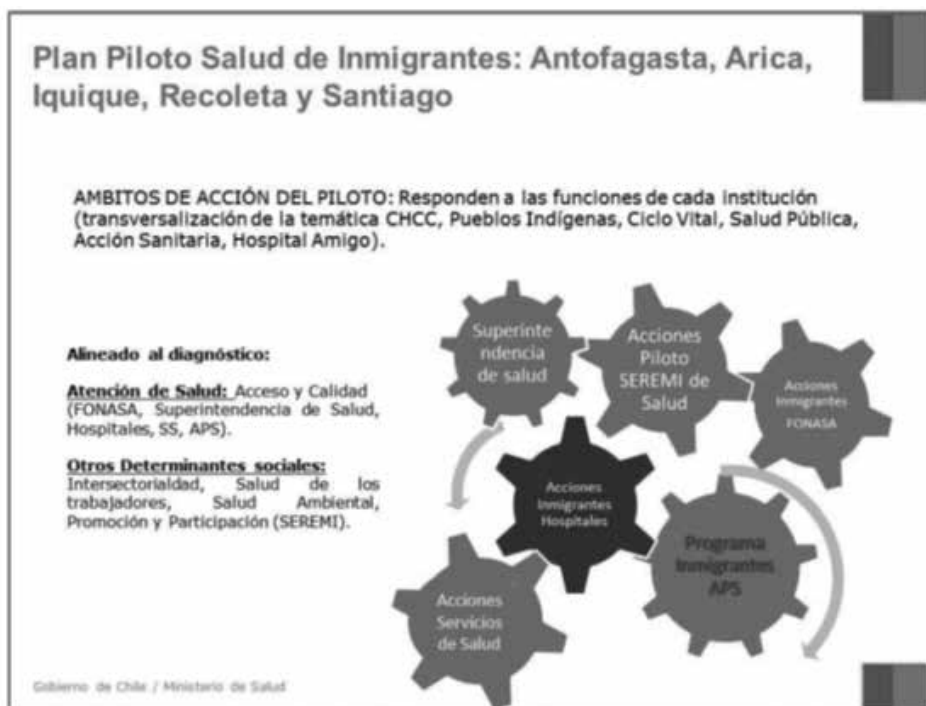 Plan Piloto Salud de Inmigrantes: Antofagasta, Arica,
Iquique, Recoleta y Santiago
AMBITOS DE ACCIÓN DEL PILOTO: Responden a las funciones de cada institución
(transversalización de la temática CHCC, Pueblos Indígenas, Ciclo Vital, Salud Pública,
Acción Sanitaria, Hospital Amigo).
Alineado al diagnóstico:
Atención de Salud: Acceso y Calidad
(FONASA, Superintendencia de Salud,
Hospitales, SS, APS).
Otros Determinantes sociales:
Intersectorialdad, Salud de los
trabajadores, Salud Ambiental,
Promoción y Participación (SEREMI).
Superinte
ndencia
de salud
Acciones
Piloto
SEREMI de
Salud
Acciones
Inmigrantes
FONASA
Acciones
Inmigrantes
Hospitales
Programa
Inmigrantes
APS
Acciones
Servicios
de Salud
Gobierno de Chile / Ministerio de Salud